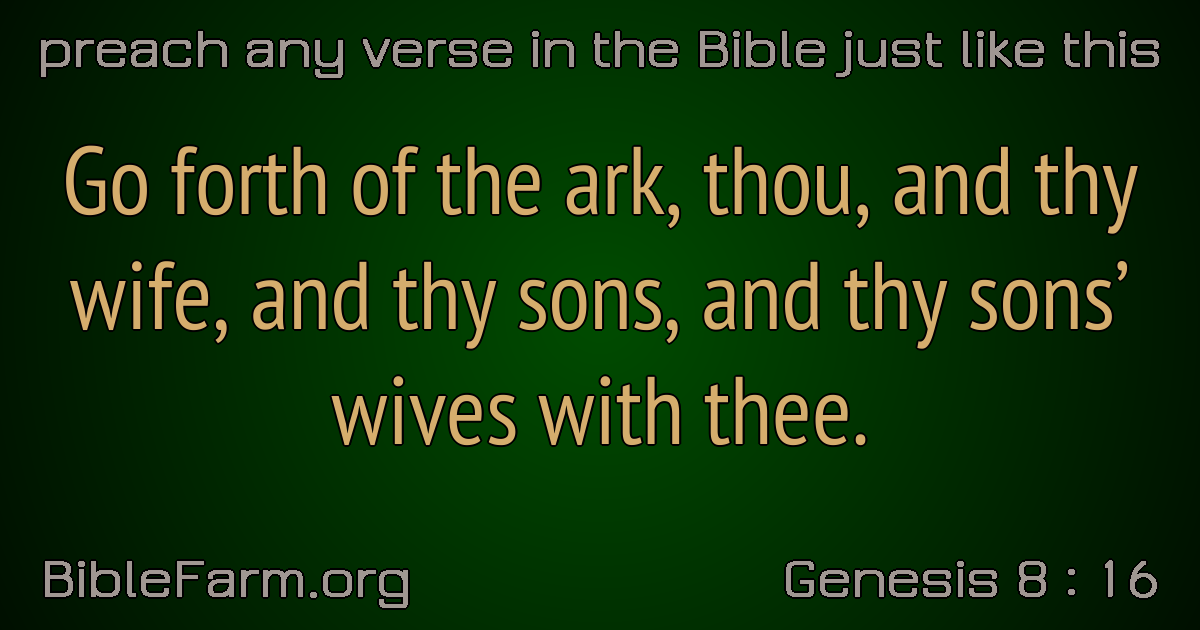 preach any verse in the Bible just like this
Go forth of the ark, thou, and thy
wife, and thy sons, and thy sons’
wives with thee.
BibleFarm.org
Genesis 8 : 16